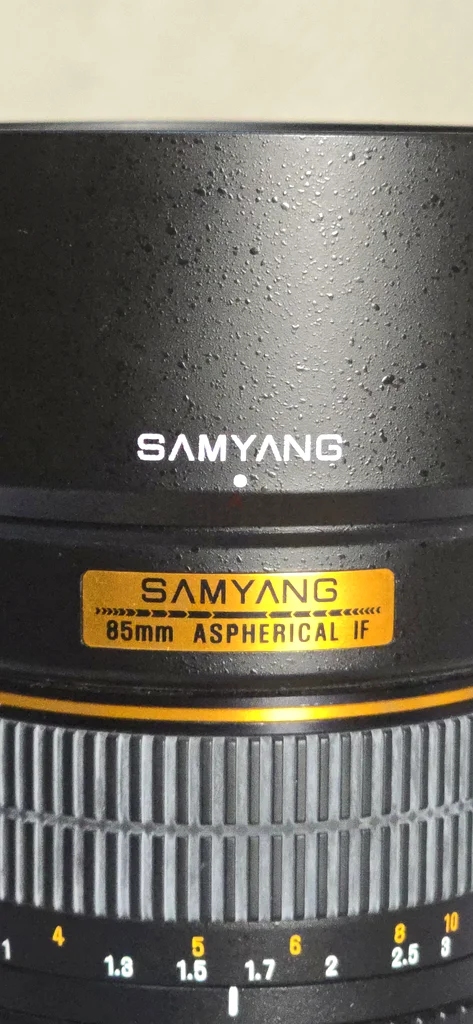 SAMYANG
SAMYANG
85mm ASPHERICAL IF
4 5 6 8 10
1 1.3 1.5 1.7 2 2.5 3